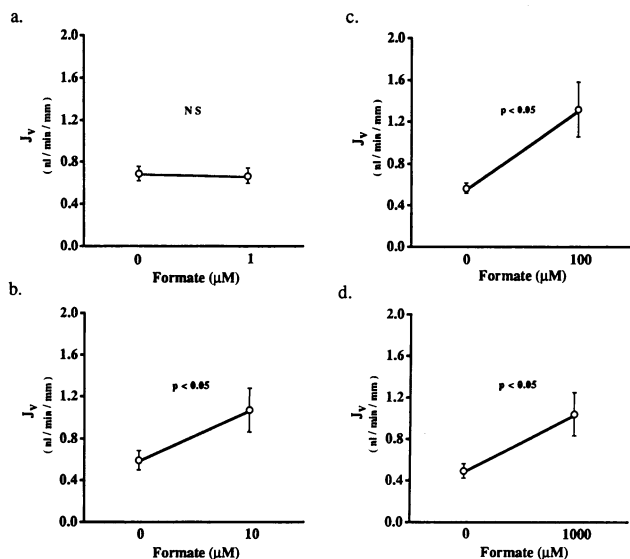 a.
2.0
1.6
1.2
0.8
0.4
0.0
J_V
( nl / min / mm )
NS
0
1
Formate (μM)
b.
2.0
1.6
1.2
0.8
0.4
0.0
J_V
( nl / min / mm )
p < 0.05
0
10
Formate (μM)
c.
2.0
1.6
1.2
0.8
0.4
0.0
J_V
( nl / min / mm )
p < 0.05
0
100
Formate (μM)
d.
2.0
1.6
1.2
0.8
0.4
0.0
J_V
( nl / min / mm )
p < 0.05
0
1000
Formate (μM)